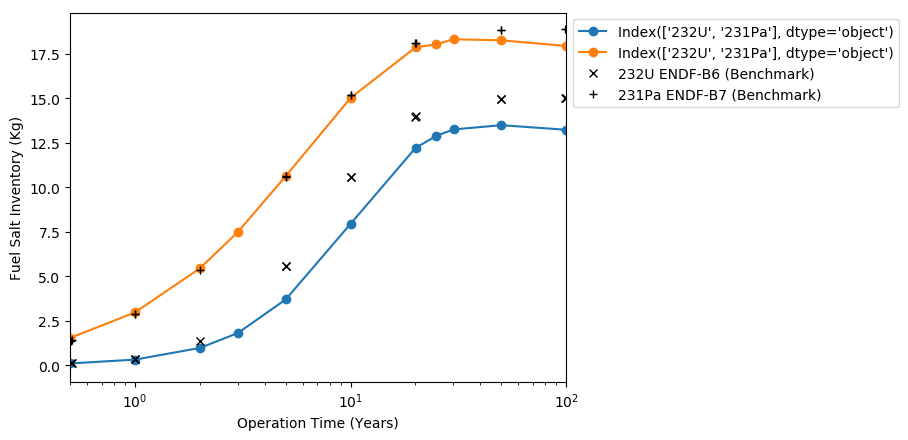 17.5
15.0
12.5
10.0
7.5
5.0
2.5
0.0
Fuel Salt Inventory (Kg)
10^0
10^1
10^2
Operation Time (Years)
Index(['232U', '231Pa'], dtype='object')
Index(['232U', '231Pa'], dtype='object')
232U ENDF-B6 (Benchmark)
231Pa ENDF-B7 (Benchmark)